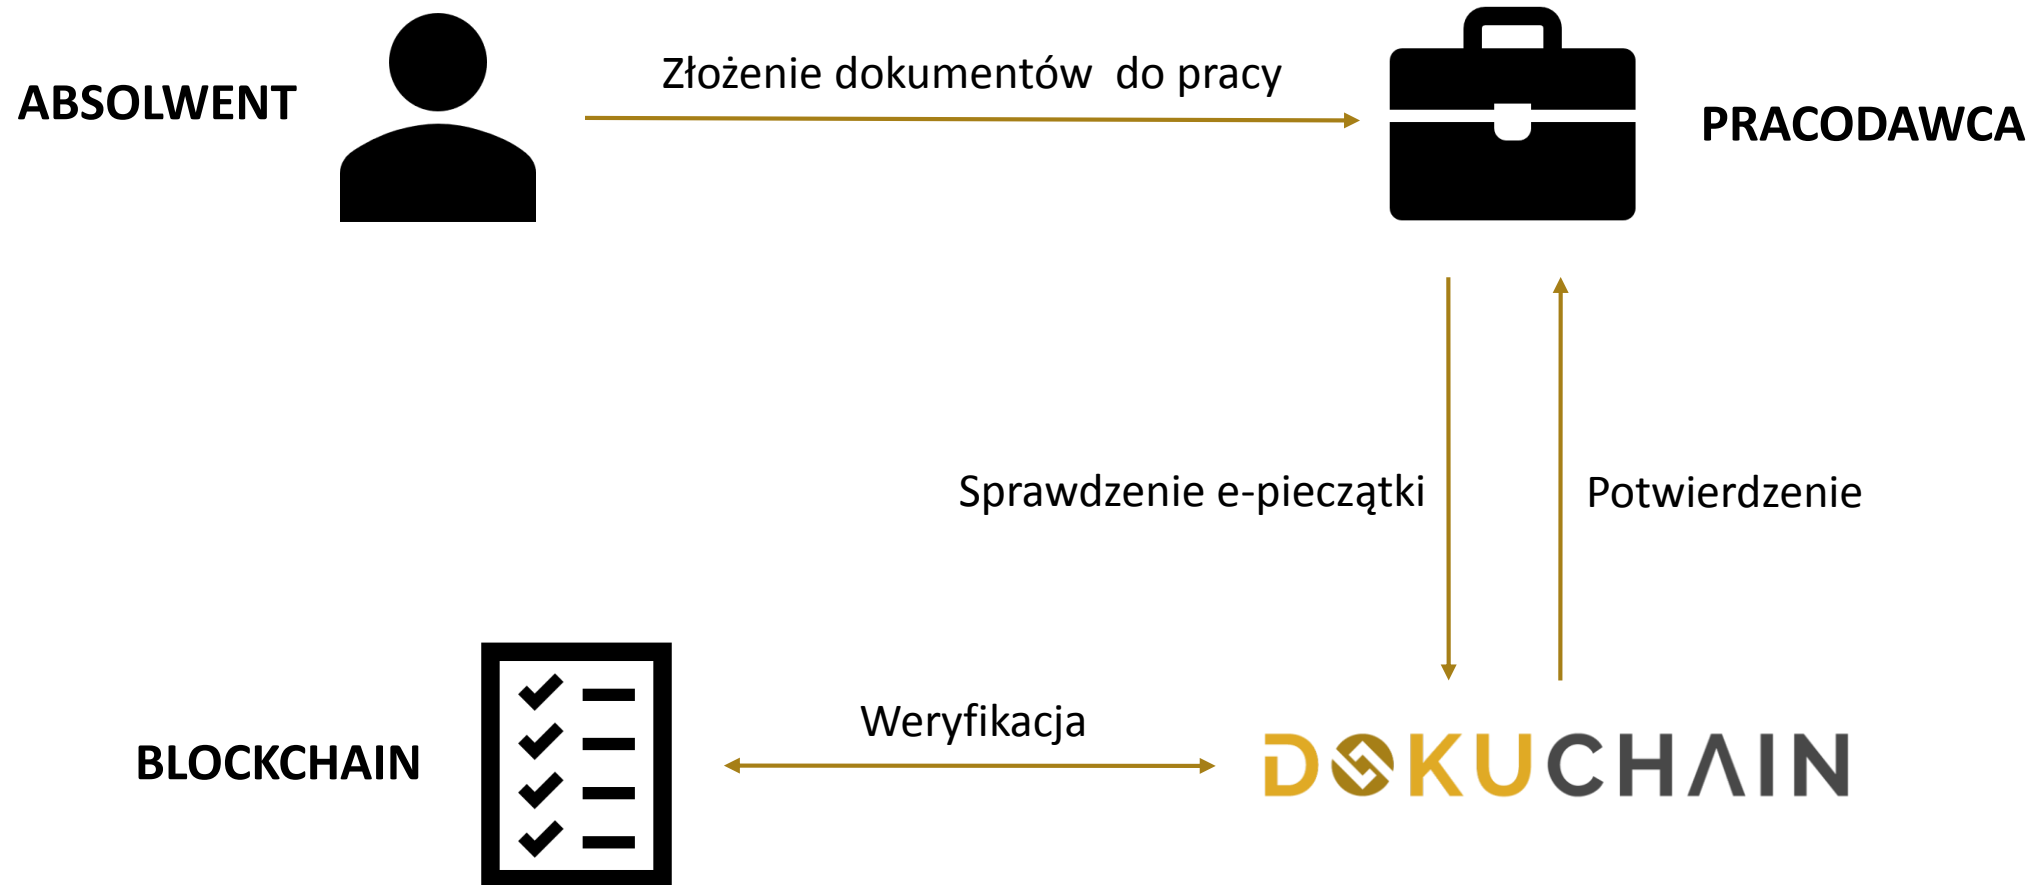 ABSOLWENT
Złożenie dokumentów  do pracy
PRACODAWCA
Sprawdzenie e-pieczątki
Potwierdzenie
BLOCKCHAIN
Weryfikacja
DOKUCHAIN